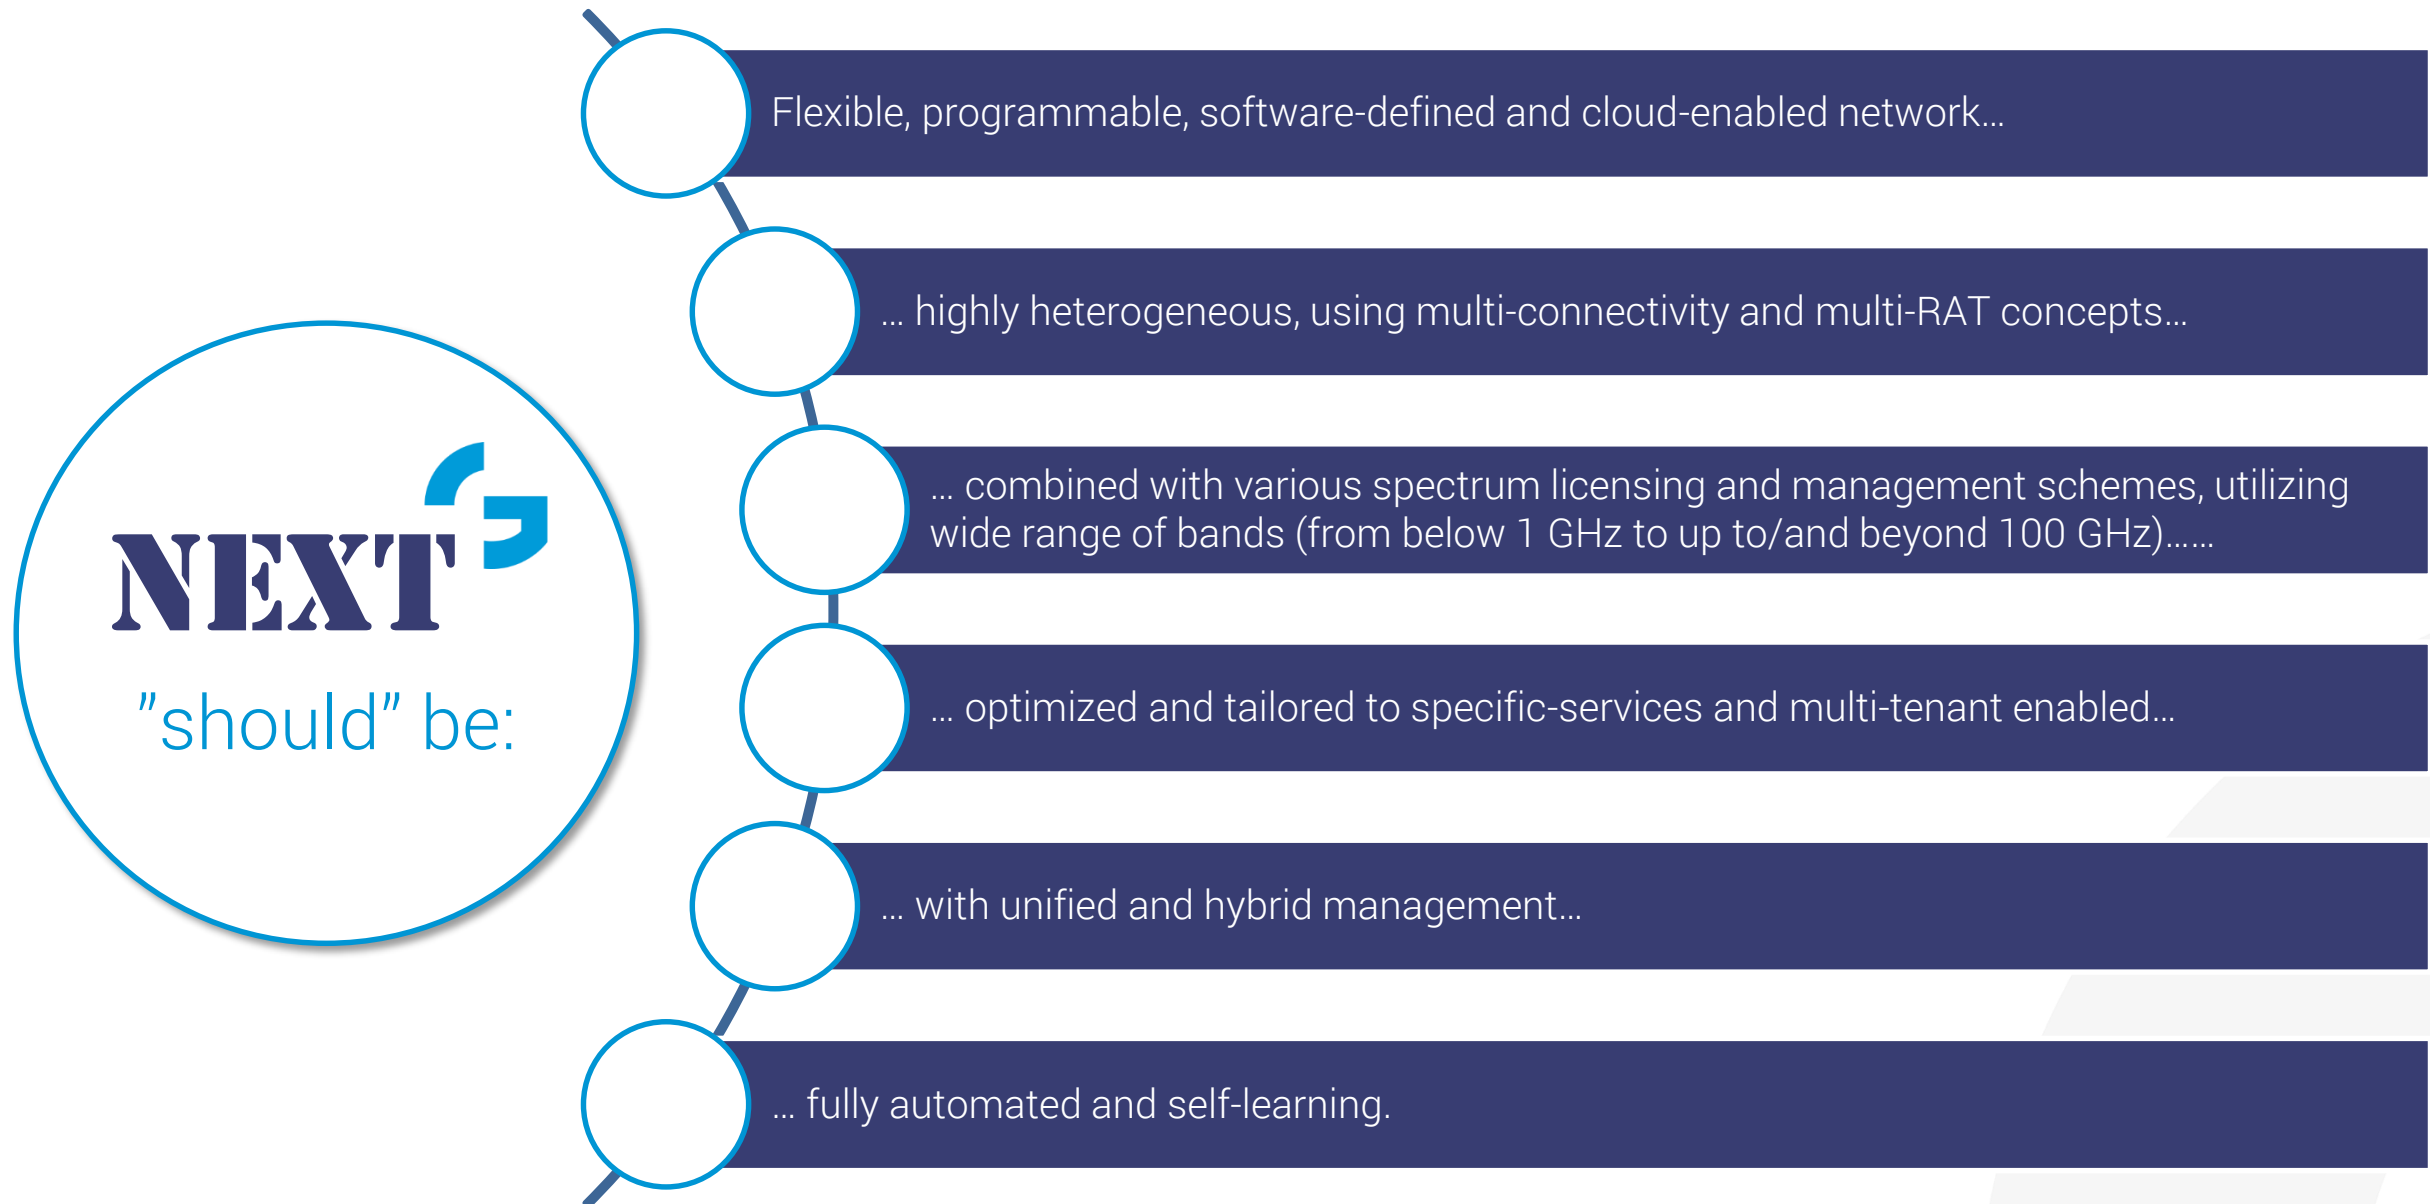 NEXT G
”should” be:
Flexible, programmable, software-defined and cloud-enabled network...
... highly heterogeneous, using multi-connectivity and multi-RAT concepts...
... combined with various spectrum licensing and management schemes, utilizing
wide range of bands (from below 1 GHz to up to/and beyond 100 GHz)......
... optimized and tailored to specific-services and multi-tenant enabled...
... with unified and hybrid management...
... fully automated and self-learning.